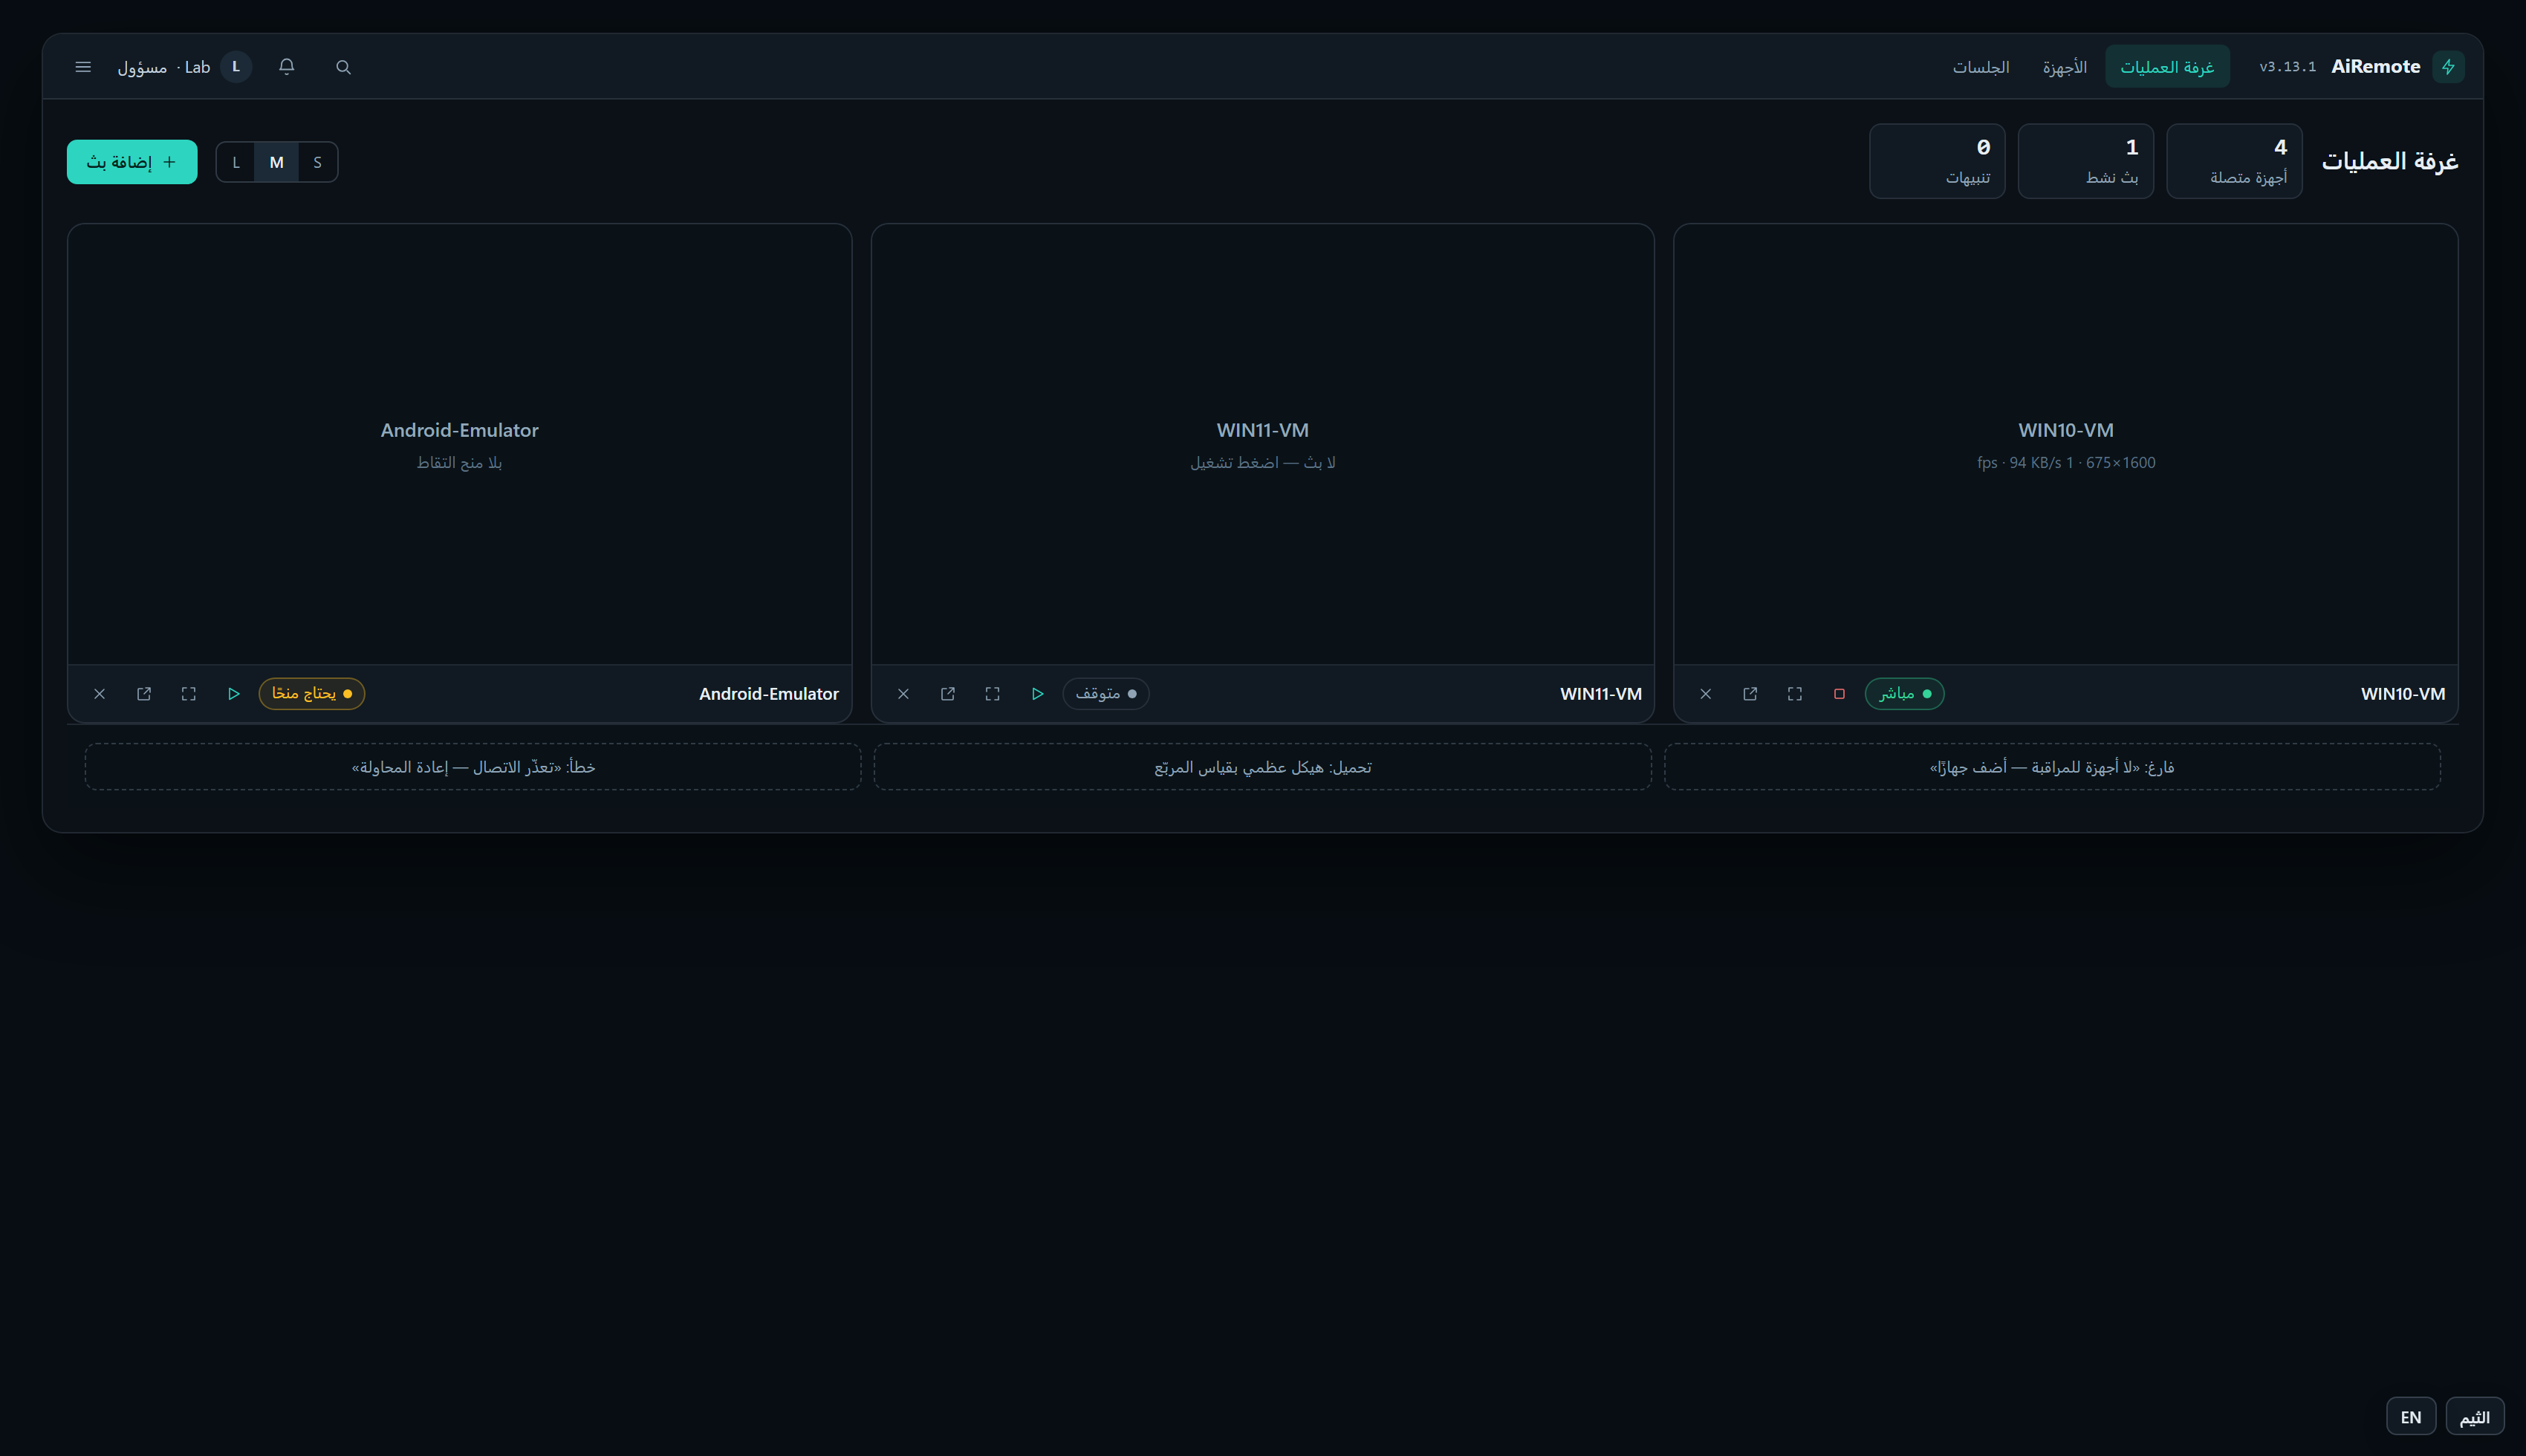 AiRemote v3.13.1 غرفة العمليات الأجهزة الجلسات L Lab · مسؤول
غرفة العمليات
4
أجهزة متصلة
1
بث نشط
0
تنبيهات
S M L
إضافة بث
WIN10-VM
fps · 94 KB/s 1 · 675×1600
WIN10-VM مباشر
WIN11-VM
لا بث — اضغط تشغيل
WIN11-VM متوقف
Android-Emulator
بلا منح التقاط
Android-Emulator يحتاج منحًا
فارغ: «لا أجهزة للمراقبة — أضف جهازًا»
تحميل: هيكل عظمي بقياس المربّع
خطأ: «تعذّر الاتصال — إعادة المحاولة»
الثيم EN